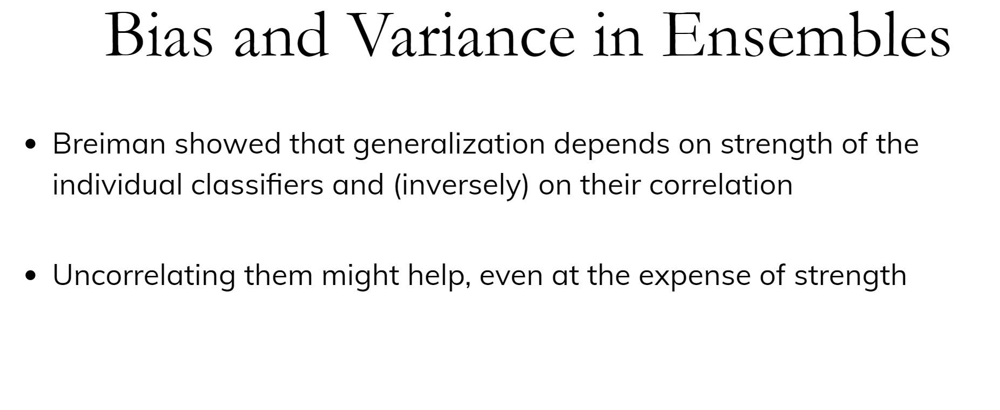 Bias and Variance in Ensembles
• Breiman showed that generalization depends on strength of the
individual classifiers and (inversely) on their correlation
• Uncorrelating them might help, even at the expense of strength